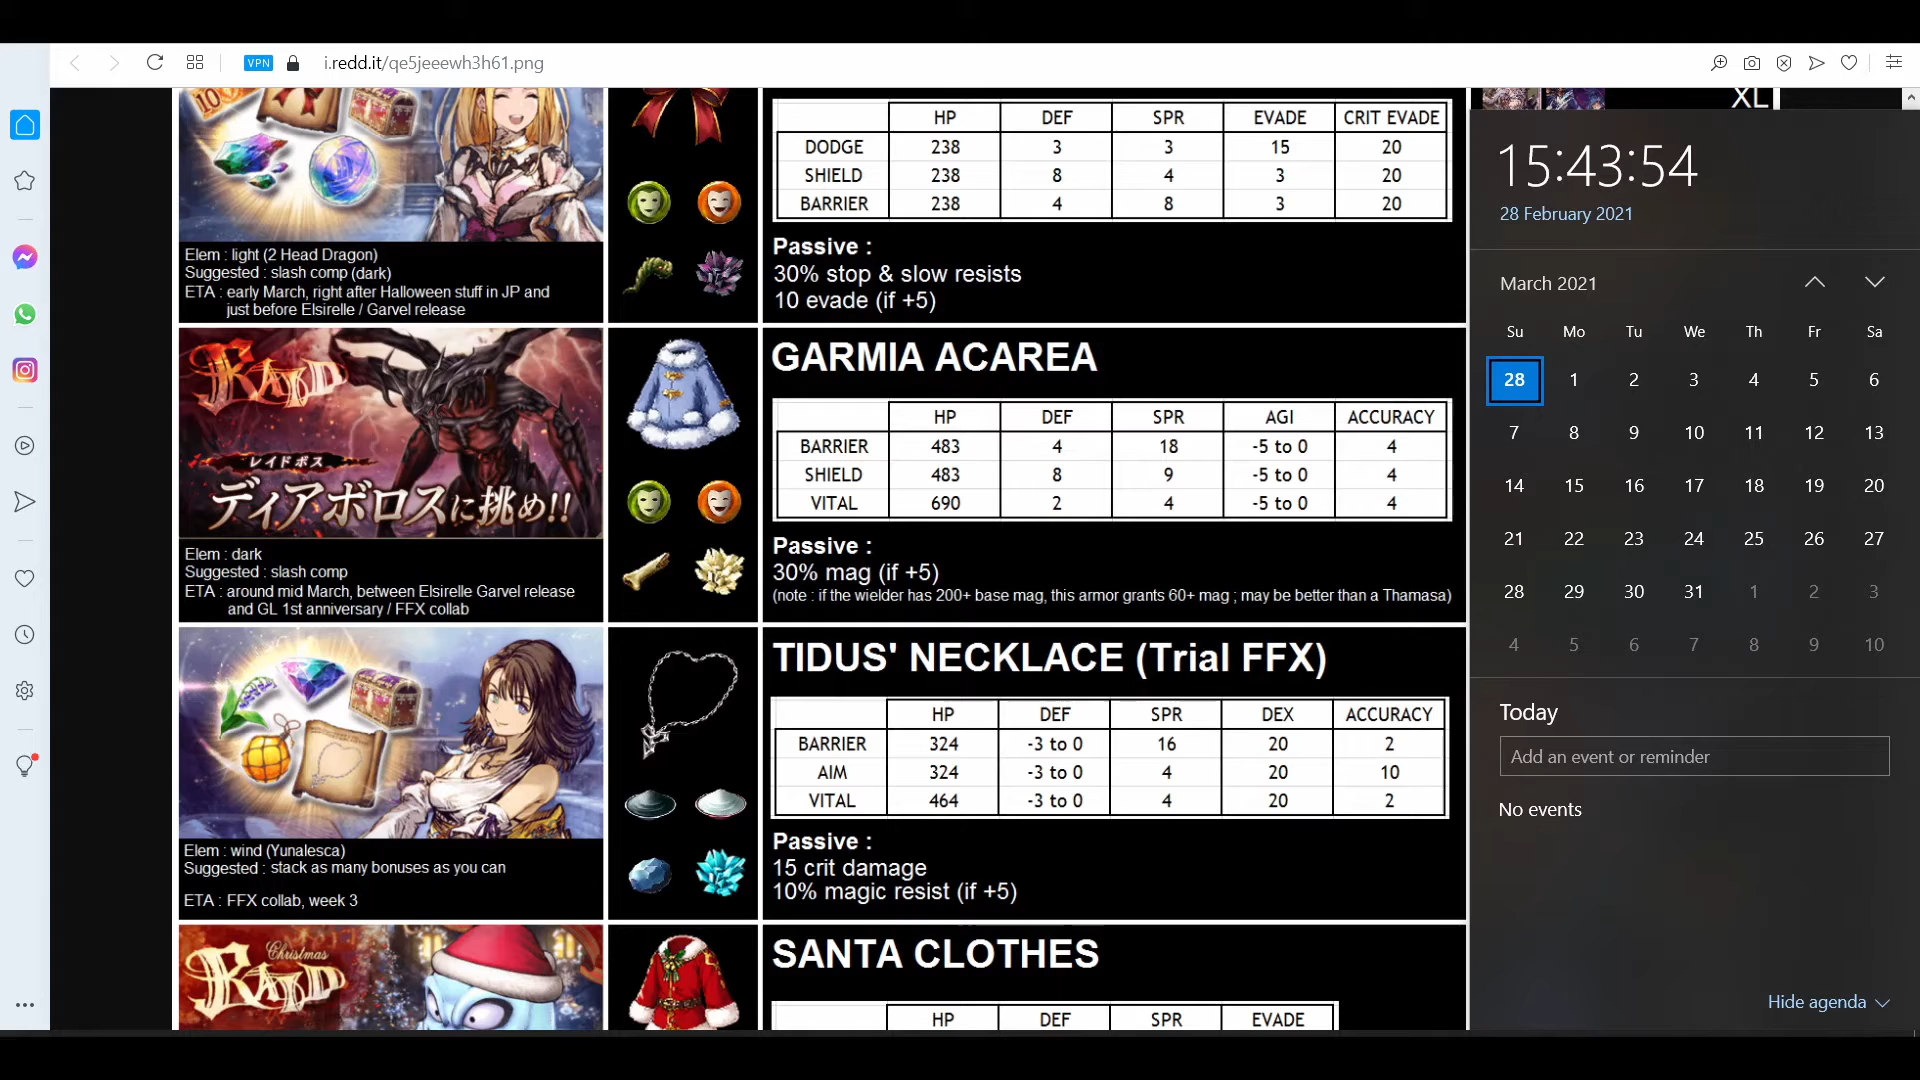 VPN
i.redd.it/qe5jeeewh3h61.png
10
Elem : light (2 Head Dragon)
Suggested : slash comp (dark)
ETA : early March, right after Halloween stuff in JP and
just before Elsirelle / Garvel release
HP DEF SPR EVADE CRIT EVADE
DODGE 238 3 3 15 20
SHIELD 238 8 4 3 20
BARRIER 238 4 8 3 20
Passive :
30% stop & slow resists
10 evade (if +5)
RAID
レイドボス
ディアボロスに挑め!!
Elem : dark
Suggested : slash comp
ETA : around mid March, between Elsirelle Garvel release
and GL 1st anniversary / FFX collab
GARMIA ACAREA
HP DEF SPR AGI ACCURACY
BARRIER 483 4 18 -5 to 0 4
SHIELD 483 8 9 -5 to 0 4
VITAL 690 2 4 -5 to 0 4
Passive :
30% mag (if +5)
(note : if the wielder has 200+ base mag, this armor grants 60+ mag ; may be better than a Thamasa)
Elem : wind (Yunalesca)
Suggested : stack as many bonuses as you can
ETA : FFX collab, week 3
TIDUS' NECKLACE (Trial FFX)
HP DEF SPR DEX ACCURACY
BARRIER 324 -3 to 0 16 20 2
AIM 324 -3 to 0 4 20 10
VITAL 464 -3 to 0 4 20 2
Passive :
15 crit damage
10% magic resist (if +5)
Christmas
RAID
SANTA CLOTHES
HP DEF SPR EVADE
XL
15:43:54
28 February 2021
March 2021
Su Mo Tu We Th Fr Sa
28 1 2 3 4 5 6
7 8 9 10 11 12 13
14 15 16 17 18 19 20
21 22 23 24 25 26 27
28 29 30 31 1 2 3
4 5 6 7 8 9 10
Today
Add an event or reminder
No events
Hide agenda